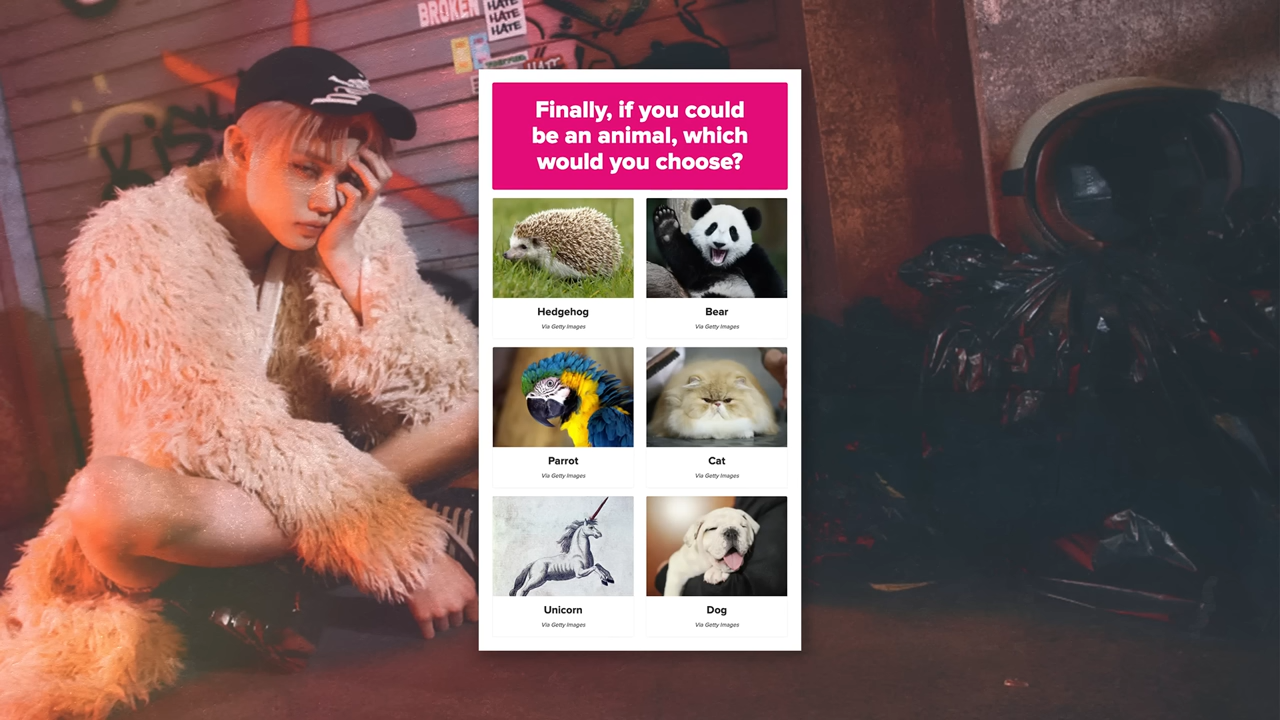 BROKEN
HATE
HATE
HATE
Finally, if you could
be an animal, which
would you choose?
Hedgehog
Via Getty Images
Bear
Via Getty Images
Parrot
Via Getty Images
Cat
Via Getty Images
Unicorn
Via Getty Images
Dog
Via Getty Images